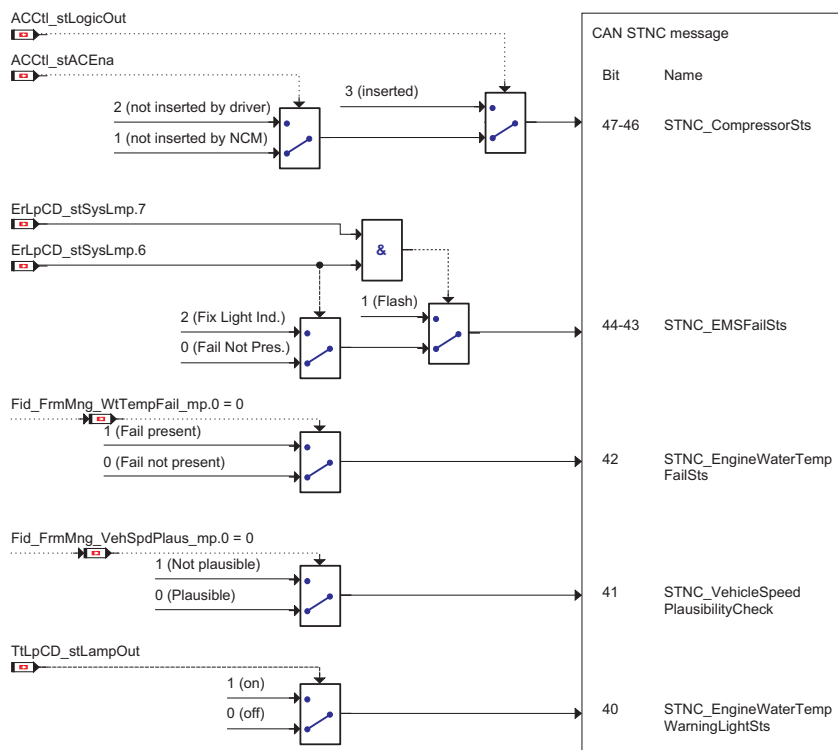 ACCtl_stLogicOut
CAN STNC message
ACCtl_stACEna
Bit Name
3 (inserted)
2 (not inserted by driver)
1 (not inserted by NCM)
47-46 STNC_CompressorSts
ErLpCD_stSysLmp.7
ErLpCD_stSysLmp.6
&
1 (Flash)
2 (Fix Light Ind.)
0 (Fail Not Pres.)
44-43 STNC_EMSFailSts
Fid_FrmMng_WtTempFail_mp.0 = 0
1 (Fail present)
0 (Fail not present)
42 STNC_EngineWaterTemp
FailSts
Fid_FrmMng_VehSpdPlaus_mp.0 = 0
1 (Not plausible)
0 (Plausible)
41 STNC_VehicleSpeed
PlausibilityCheck
TtLpCD_stLampOut
1 (on)
0 (off)
40 STNC_EngineWaterTemp
WarningLightSts